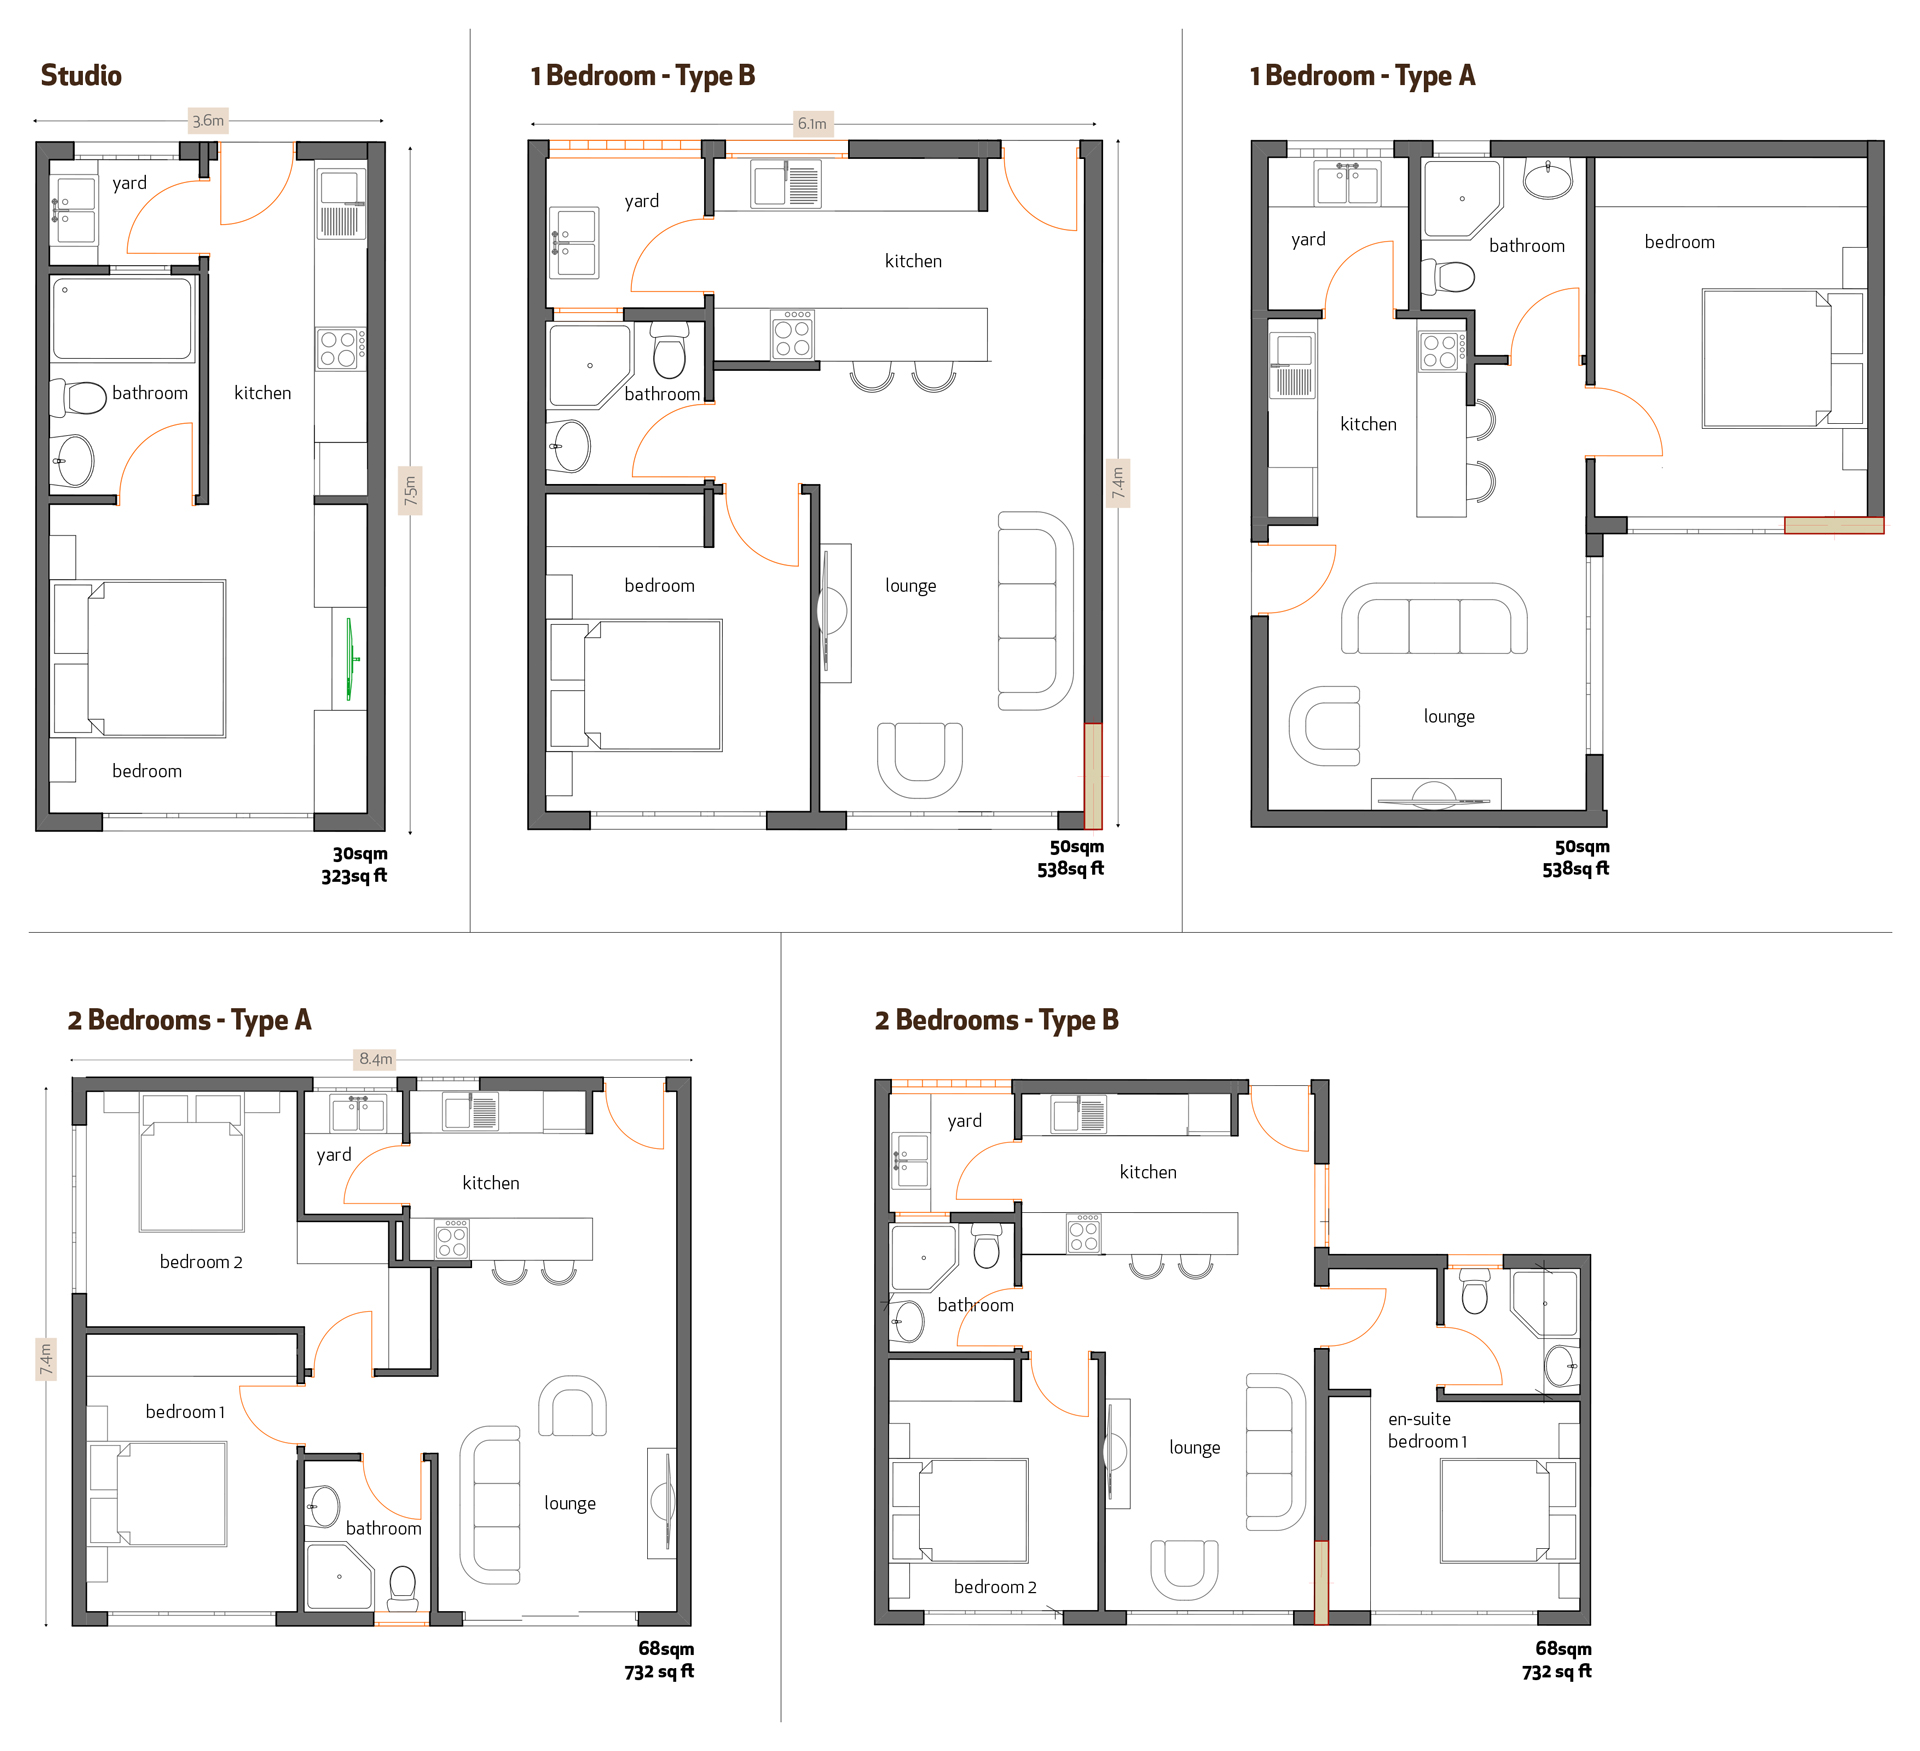 Studio
3.6m
yard
bathroom
kitchen
7.5m
bedroom
30sqm
323sq ft
1 Bedroom - Type B
6.1m
yard
kitchen
bathroom
7.4m
bedroom
lounge
50sqm
538sq ft
1 Bedroom - Type A
yard
bathroom
bedroom
kitchen
lounge
50sqm
538sq ft
2 Bedrooms - Type A
8.4m
yard
kitchen
bedroom 2
7.4m
bedroom 1
lounge
bathroom
68sqm
732 sq ft
2 Bedrooms - Type B
yard
kitchen
bathroom
en-suite
bedroom 1
lounge
bedroom 2
68sqm
732 sq ft